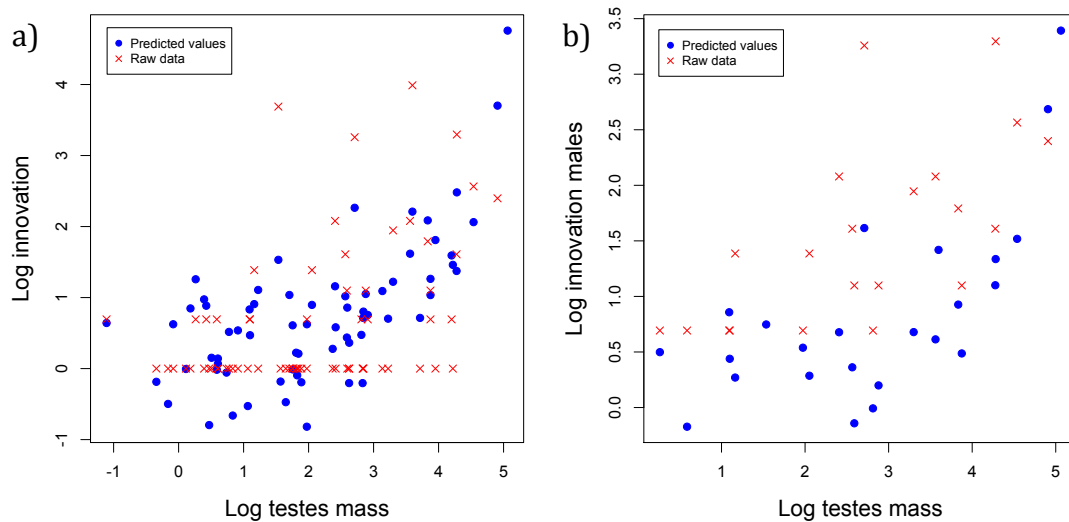 a)
Predicted values
Raw data
Log innovation
4
3
2
1
0
-1
-1 0 1 2 3 4 5
Log testes mass
b)
Predicted values
Raw data
Log innovation males
3.5
3.0
2.5
2.0
1.5
1.0
0.5
0.0
1 2 3 4 5
Log testes mass